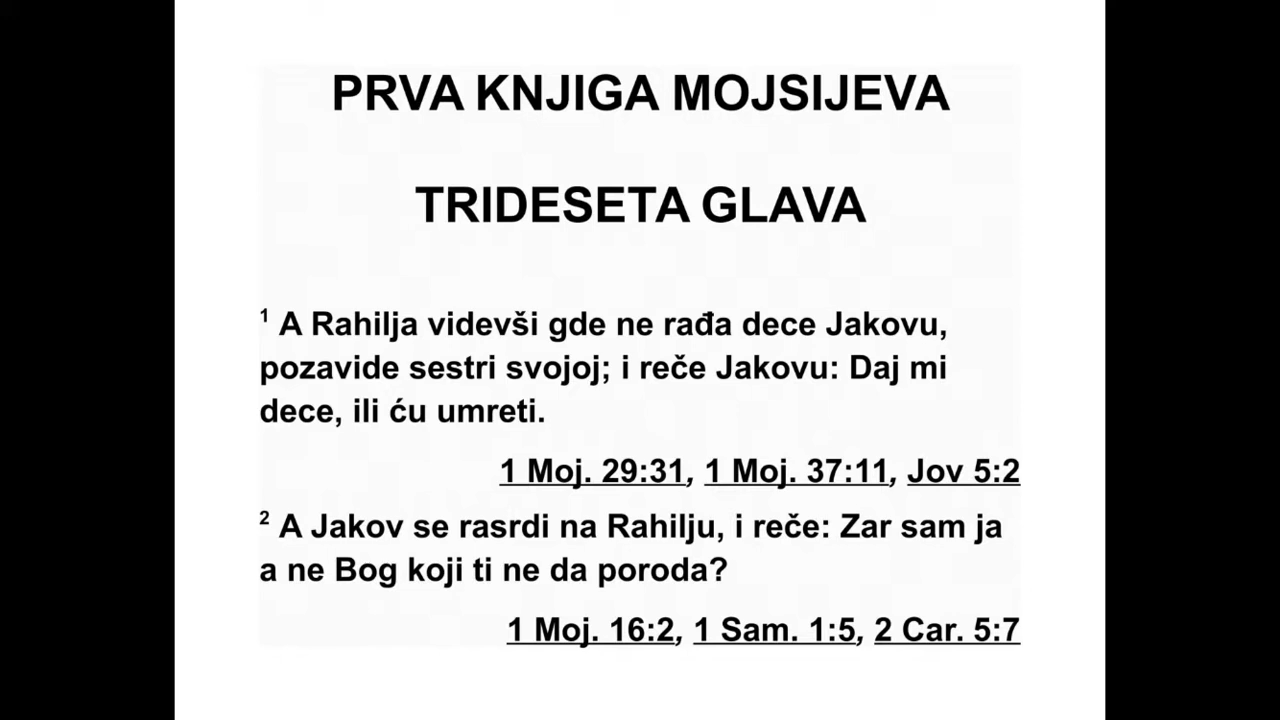 PRVA KNJIGA MOJSIJEVA
TRIDESETA GLAVA
1 A Rahilja videvši gde ne rađa dece Jakovu,
pozavide sestri svojoj; i reče Jakovu: Daj mi
dece, ili ću umreti.
1 Moj. 29:31, 1 Moj. 37:11, Jov 5:2
2 A Jakov se rasrdi na Rahilju, i reče: Zar sam ja
a ne Bog koji ti ne da poroda?
1 Moj. 16:2, 1 Sam. 1:5, 2 Car. 5:7